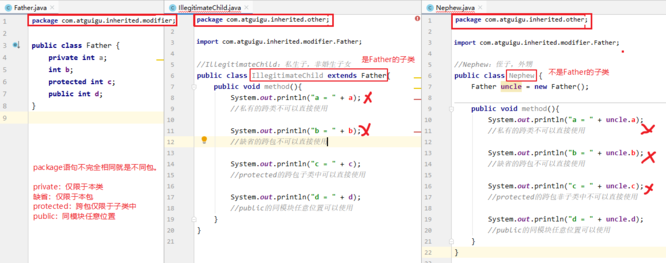 Father.java
1 package com.atguigu.inherited.modifier;
2
3 public class Father {
4 private int a;
5 int b;
6 protected int c;
7 public int d;
8 }
9
package语句不完全相同就是不同包。
private：仅限于本类
缺省：仅限于本包
protected：跨包仅限于子类中
public：同模块任意位置
IllegitimateChild.java
1 package com.atguigu.inherited.other;
2
3 import com.atguigu.inherited.modifier.Father;
4
5 //IllegitimateChild：私生子，非婚生子女
是Father的子类
6 public class IllegitimateChild extends Father{
7 public void method(){
8 System.out.println("a = " + a);
9 //私有的跨类不可以直接使用
10
11 System.out.println("b = " + b);
12 //缺省的跨包不可以直接使用
13
14 System.out.println("c = " + c);
15 //protected的跨包子类中可以直接使用
16
17 System.out.println("d = " + d);
18 //public的同模块任意位置可以使用
19 }
20 }
21
Nephew.java
1 package com.atguigu.inherited.other;
2
3 import com.atguigu.inherited.modifier.Father;
4
5 //Nephew：侄子，外甥
6 public class Nephew {
不是Father的子类
7 Father uncle = new Father();
8
9 public void method(){
10 System.out.println("a = " + uncle.a);
11 //私有的跨类不可以直接使用
12
13 System.out.println("b = " + uncle.b);
14 //缺省的跨包不可以直接使用
15
16 System.out.println("c = " + uncle.c);
17 //protected的跨包非子类中不可以直接使用
18
19 System.out.println("d = " + uncle.d);
20 //public的同模块任意位置可以使用
21 }
22 }